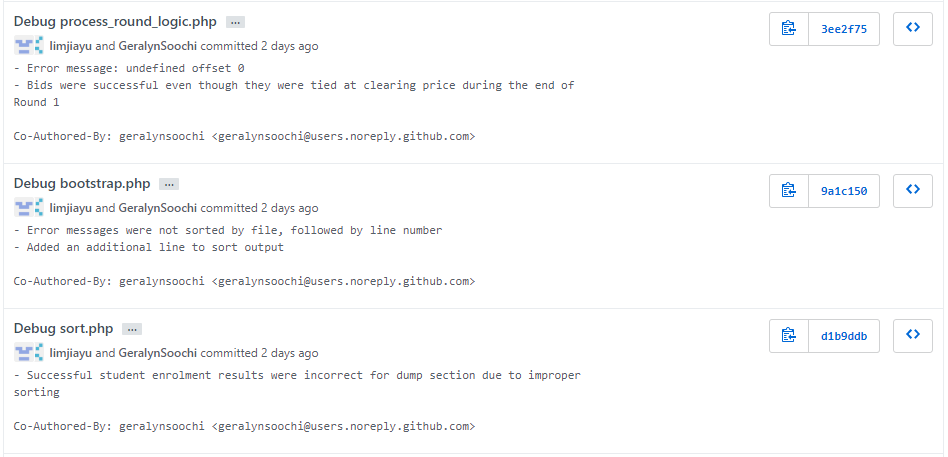 Debug process_round_logic.php ...
limjiayu and GeralynSoochi committed 2 days ago
3ee2f75
- Error message: undefined offset 0
- Bids were successful even though they were tied at clearing price during the end of
Round 1
Co-Authored-By: geralynsoochi <geralynsoochi@users.noreply.github.com>
Debug bootstrap.php ...
limjiayu and GeralynSoochi committed 2 days ago
9a1c150
- Error messages were not sorted by file, followed by line number
- Added an additional line to sort output
Co-Authored-By: geralynsoochi <geralynsoochi@users.noreply.github.com>
Debug sort.php ...
limjiayu and GeralynSoochi committed 2 days ago
d1b9ddb
- Successful student enrolment results were incorrect for dump section due to improper
sorting
Co-Authored-By: geralynsoochi <geralynsoochi@users.noreply.github.com>